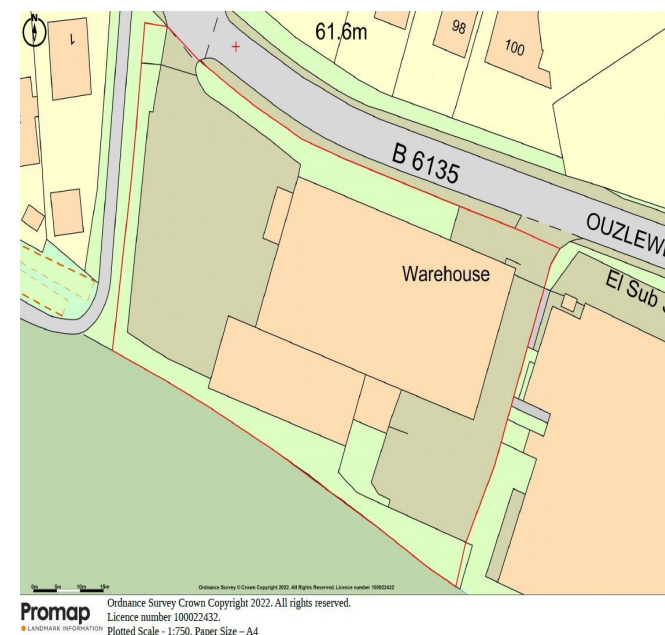 N
1
61.6m
98
100
B 6135
OUZLEW
Warehouse
El Sub S
0m 5m 10m 15m
Ordnance Survey © Crown Copyright 2022. All Rights Reserved. Licence number 100022432
Promap
LANDMARK INFORMATION
Ordnance Survey Crown Copyright 2022. All rights reserved.
Licence number 100022432.
Plotted Scale - 1:750. Paper Size – A4